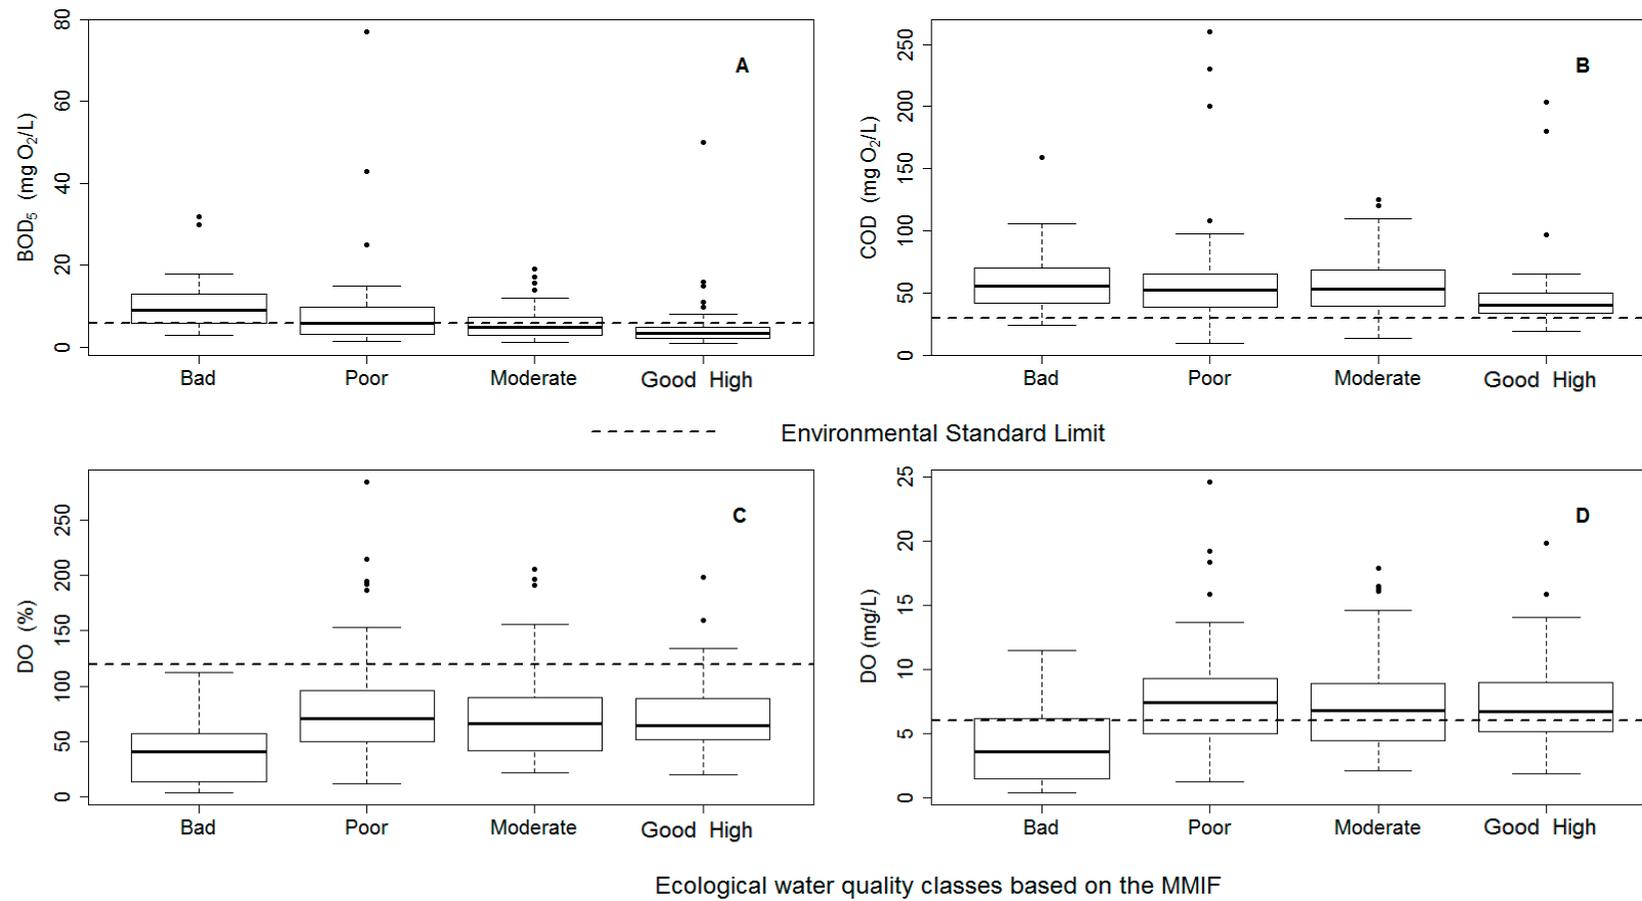 A
BOD5 (mg O2/L)
80
60
40
20
0
Bad Poor Moderate Good High
B
COD (mg O2/L)
250
200
150
100
50
0
Bad Poor Moderate Good High
Environmental Standard Limit
C
DO (%)
250
200
150
100
50
0
Bad Poor Moderate Good High
D
DO (mg/L)
25
20
15
10
5
0
Bad Poor Moderate Good High
Ecological water quality classes based on the MMIF